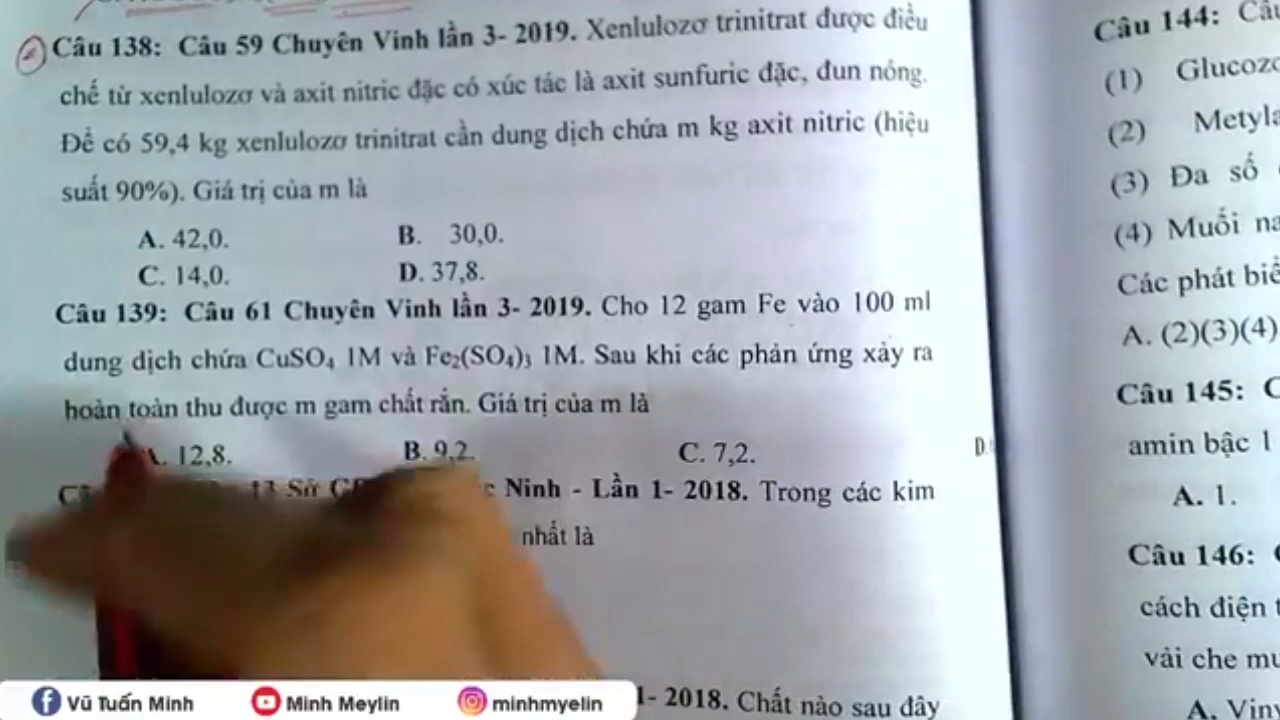 Câu 138: Câu 59 Chuyên Vinh lần 3- 2019. Xenlulozơ trinitrat được điều
chế từ xenlulozơ và axit nitric đặc có xúc tác là axit sunfuric đặc, đun nóng.
Để có 59,4 kg xenlulozơ trinitrat cần dung dịch chứa m kg axit nitric (hiệu
suất 90%). Giá trị của m là
A. 42,0. B. 30,0.
C. 14,0. D. 37,8.
Câu 139: Câu 61 Chuyên Vinh lần 3- 2019. Cho 12 gam Fe vào 100 ml
dung dịch chứa CuSO₄ 1M và Fe₂(SO₄)₃ 1M. Sau khi các phản ứng xảy ra
hoàn toàn thu được m gam chất rắn. Giá trị của m là
12,8. B. 9,2. C. 7,2. D.
13 Sở Ninh - Lần 1- 2018. Trong các kim
nhất là
1- 2018. Chất nào sau đây
Câu 144:
(1) Glucozơ
(2)
(3) Đa số
(4) Muối
Các phát
A. (2)(3)(4)
Câu 145:
amin bậc 1
A. 1.
Câu 146:
cách điện
vải che
A.
Vũ Tuấn Minh Minh Meylin minhmyelin